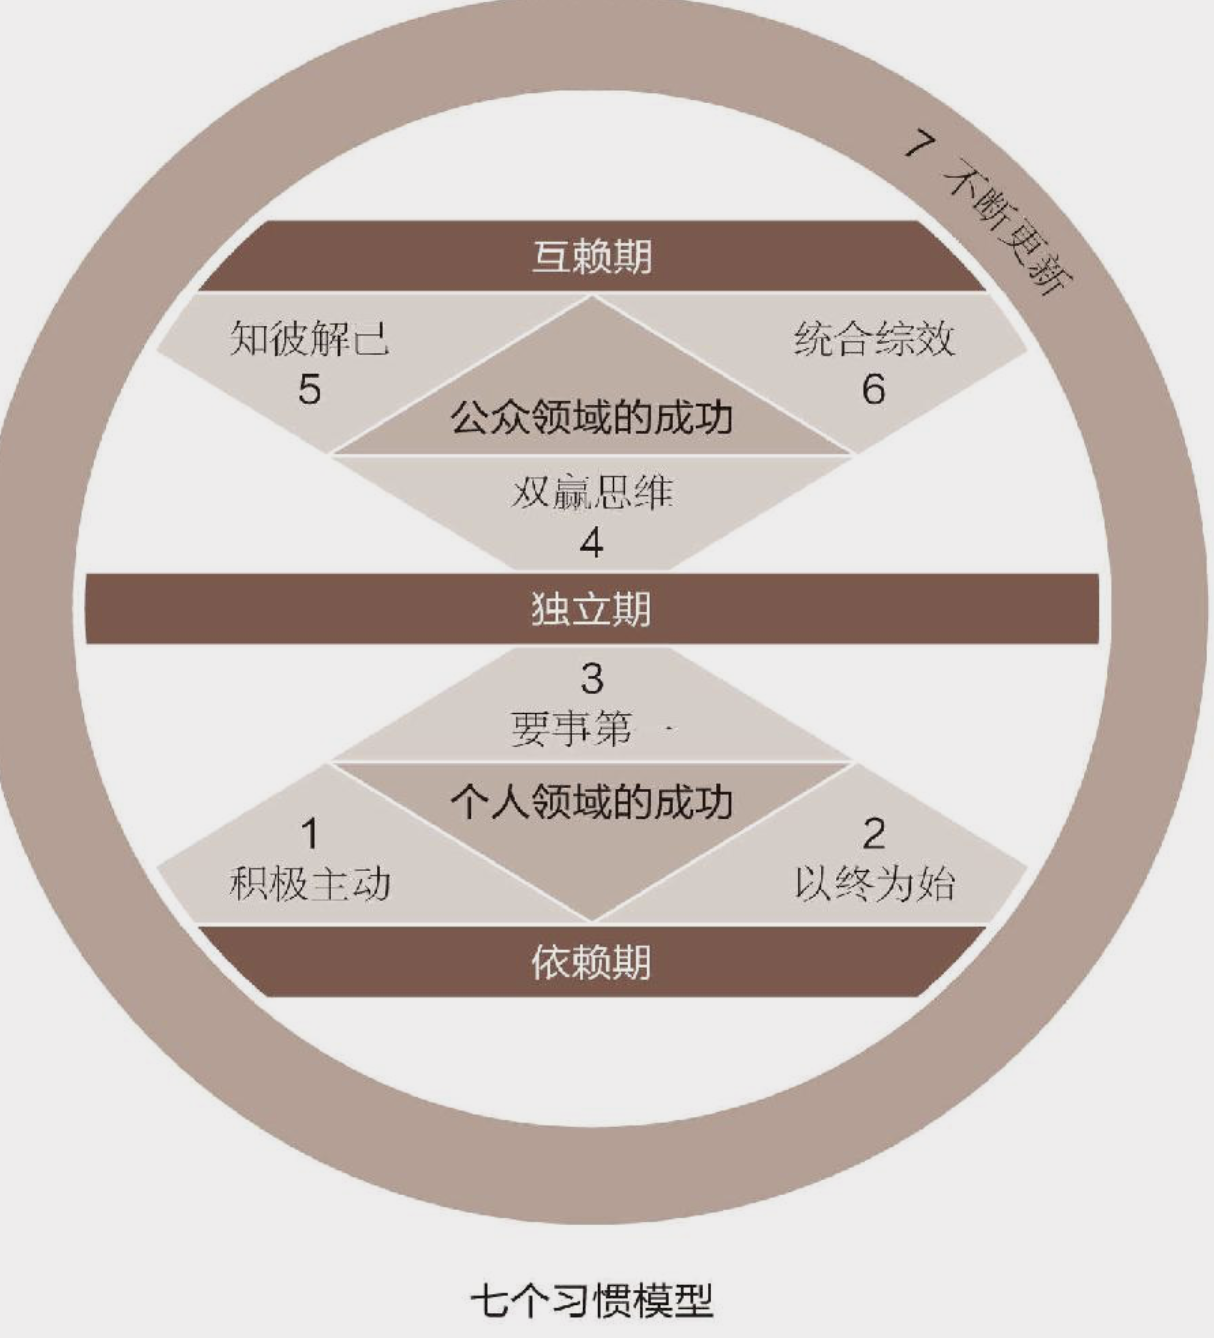 7 不断更新
互赖期
知彼解己
5
统合综效
6
公众领域的成功
双赢思维
4
独立期
3
要事第一
个人领域的成功
1
积极主动
2
以终为始
依赖期
七个习惯模型